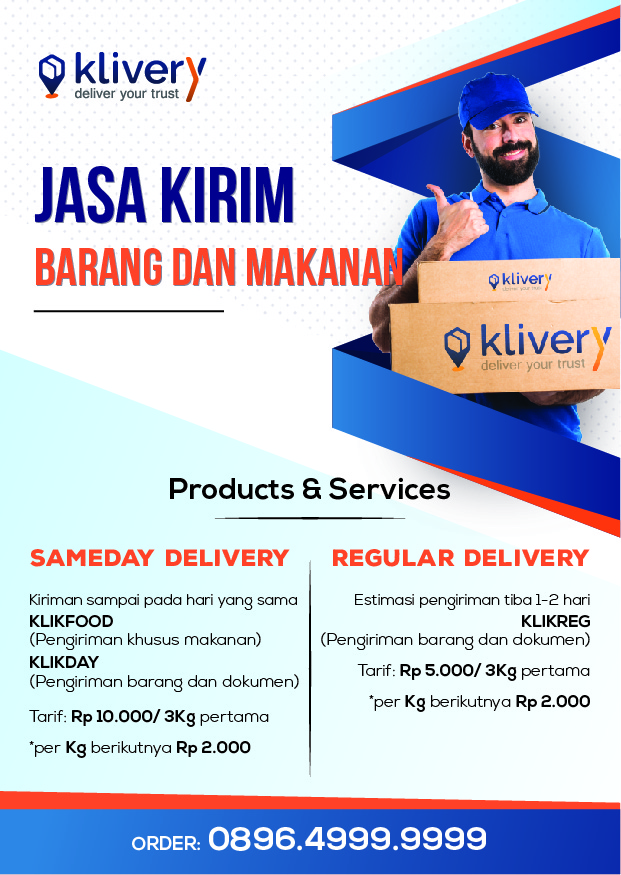 klivery
deliver your trust
JASA KIRIM
BARANG DAN MAKANAN
klivery
deliver your trust
klivery
deliver your trust
Products & Services
SAMEDAY DELIVERY
Kiriman sampai pada hari yang sama
KLIKFOOD
(Pengiriman khusus makanan)
KLIKDAY
(Pengiriman barang dan dokumen)
Tarif: Rp 10.000/ 3Kg pertama
*per Kg berikutnya Rp 2.000
REGULAR DELIVERY
Estimasi pengiriman tiba 1-2 hari
KLIKREG
(Pengiriman barang dan dokumen)
Tarif: Rp 5.000/ 3Kg pertama
*per Kg berikutnya Rp 2.000
ORDER: 0896.4999.9999